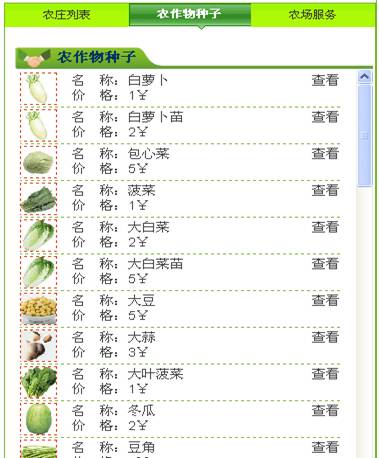 农庄列表 农作物种子 农场服务
农作物种子
名 称：白萝卜 查看
价 格：1￥
名 称：白萝卜苗 查看
价 格：2￥
名 称：包心菜 查看
价 格：5￥
名 称：菠菜 查看
价 格：1￥
名 称：大白菜 查看
价 格：2￥
名 称：大白菜苗 查看
价 格：5￥
名 称：大豆 查看
价 格：5￥
名 称：大蒜 查看
价 格：3￥
名 称：大叶菠菜 查看
价 格：1￥
名 称：冬瓜 查看
价 格：2￥
名 称：豆角 查看